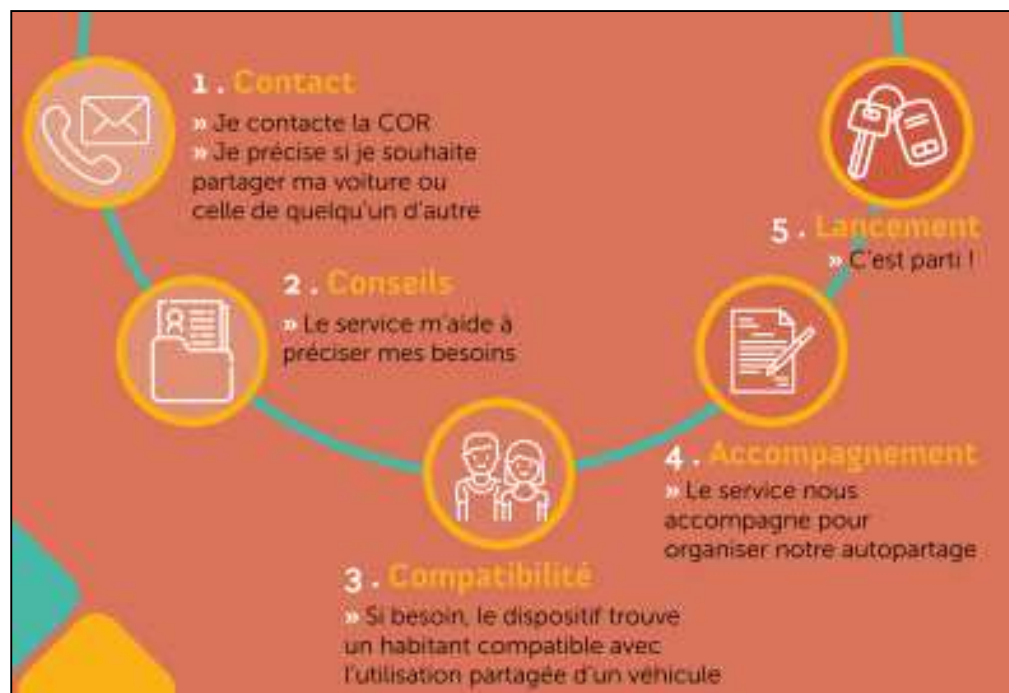 1 . Contact
» Je contacte la COR
» Je précise si je souhaite
partager ma voiture ou
celle de quelqu'un d'autre
2 . Conseils
» Le service m'aide à
préciser mes besoins
3 . Compatibilité
» Si besoin, le dispositif trouve
un habitant compatible avec
l'utilisation partagée d'un véhicule
4 . Accompagnement
» Le service nous
accompagne pour
organiser notre autopartage
5 . Lancement
» C'est parti !